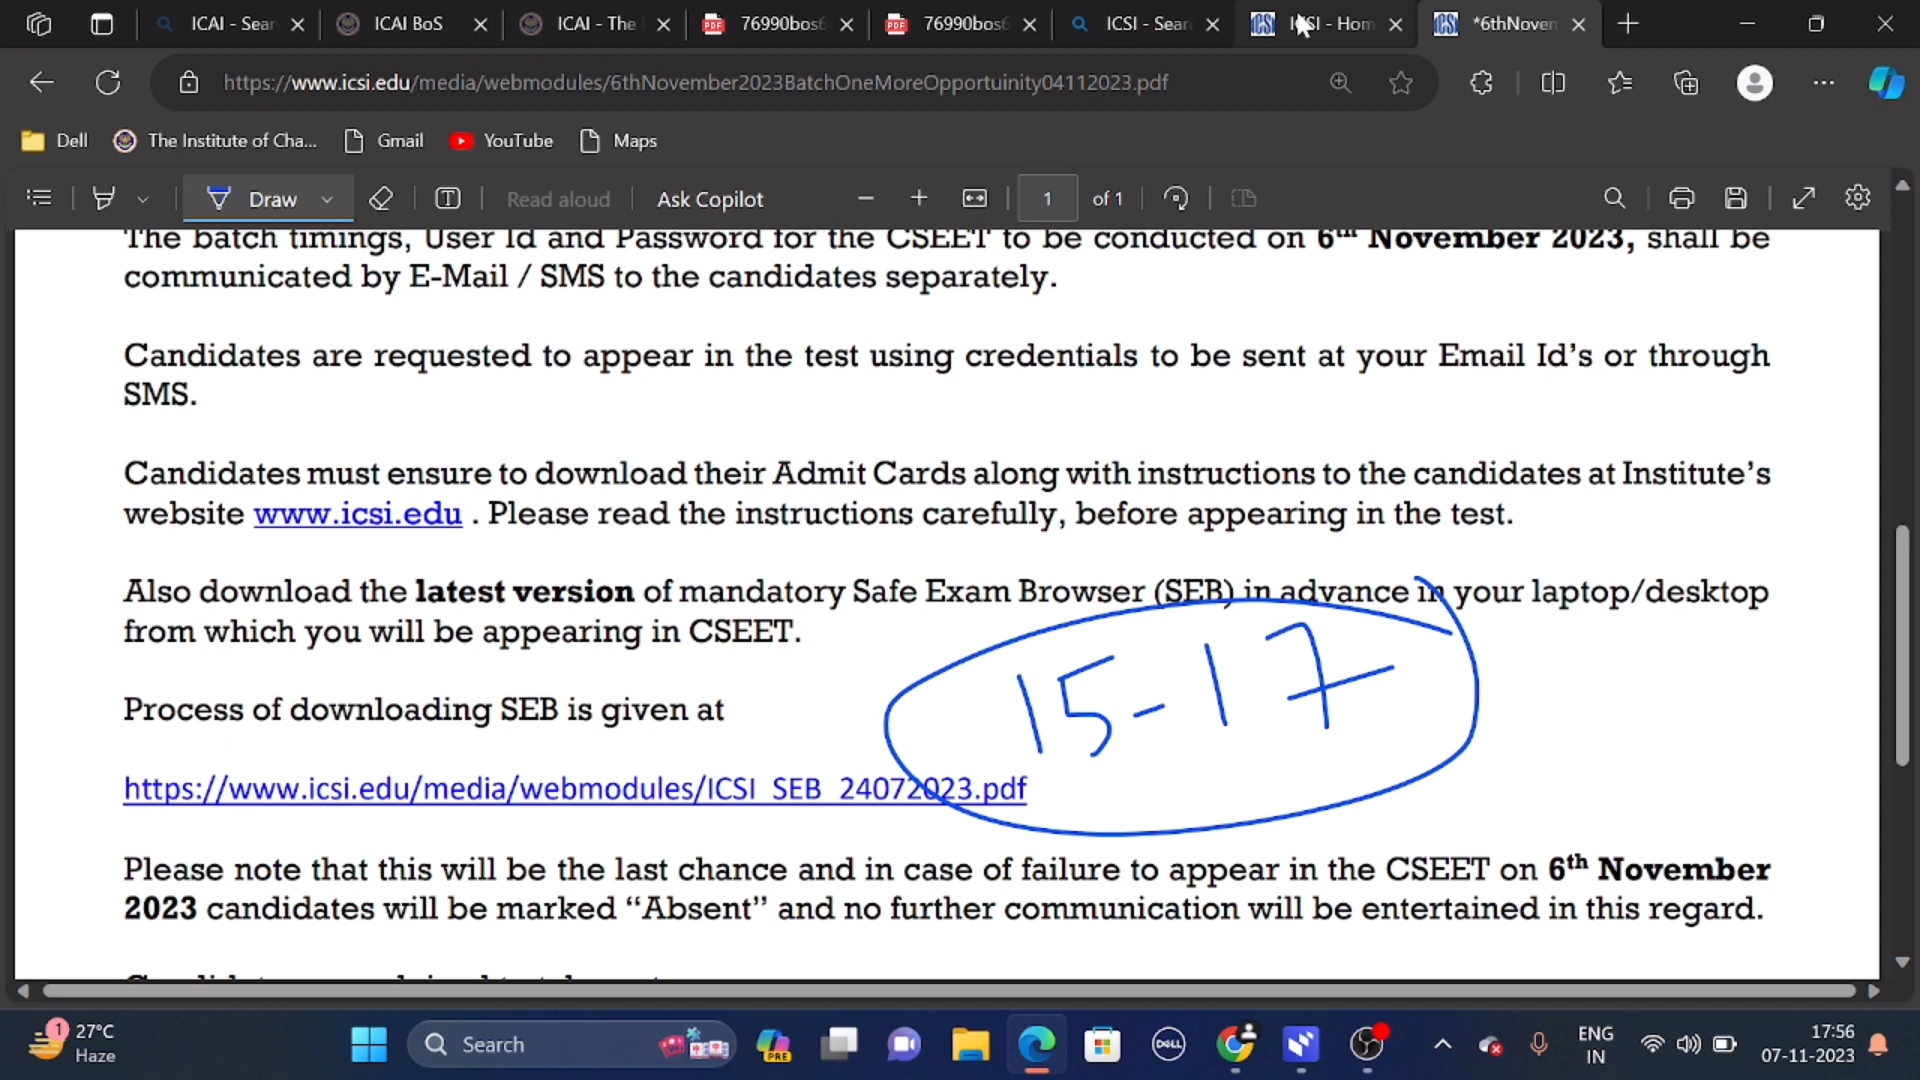 ICAI - Sear
ICAI BoS
ICAI - The
76990bos6
76990bos6
ICSI - Sear
ICSI - Hom
*6thNoven
https://www.icsi.edu/media/webmodules/6thNovember2023BatchOneMoreOpportuinity04112023.pdf
Dell
The Institute of Cha...
Gmail
YouTube
Maps
Draw
Read aloud
Ask Copilot
1
of 1
The batch timings, User Id and Password for the CSEET to be conducted on 6th November 2023, shall be
communicated by E-Mail / SMS to the candidates separately.
Candidates are requested to appear in the test using credentials to be sent at your Email Id's or through
SMS.
Candidates must ensure to download their Admit Cards along with instructions to the candidates at Institute's
website www.icsi.edu . Please read the instructions carefully, before appearing in the test.
Also download the latest version of mandatory Safe Exam Browser (SEB) in advance in your laptop/desktop
from which you will be appearing in CSEET.
15-17
Process of downloading SEB is given at
https://www.icsi.edu/media/webmodules/ICSI_SEB_24072023.pdf
Please note that this will be the last chance and in case of failure to appear in the CSEET on 6th November
2023 candidates will be marked “Absent” and no further communication will be entertained in this regard.
1
27°C
Haze
Search
PRE
DELL
ENG
IN
17:56
07-11-2023